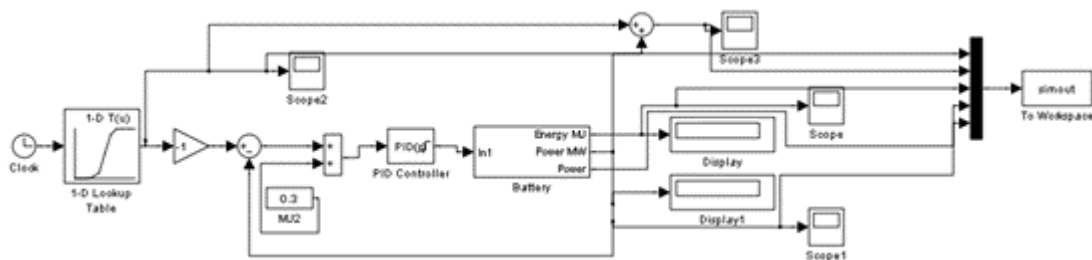 Clock
1-D T(u)
1-D Lookup
Table
-1
Scope2
0.3
MJ2
PID
PID Controller
In1
Energy MJ
Power MW
Power
Battery
Scope3
Scope
Display
Display1
Scope1
simout
To Workspace